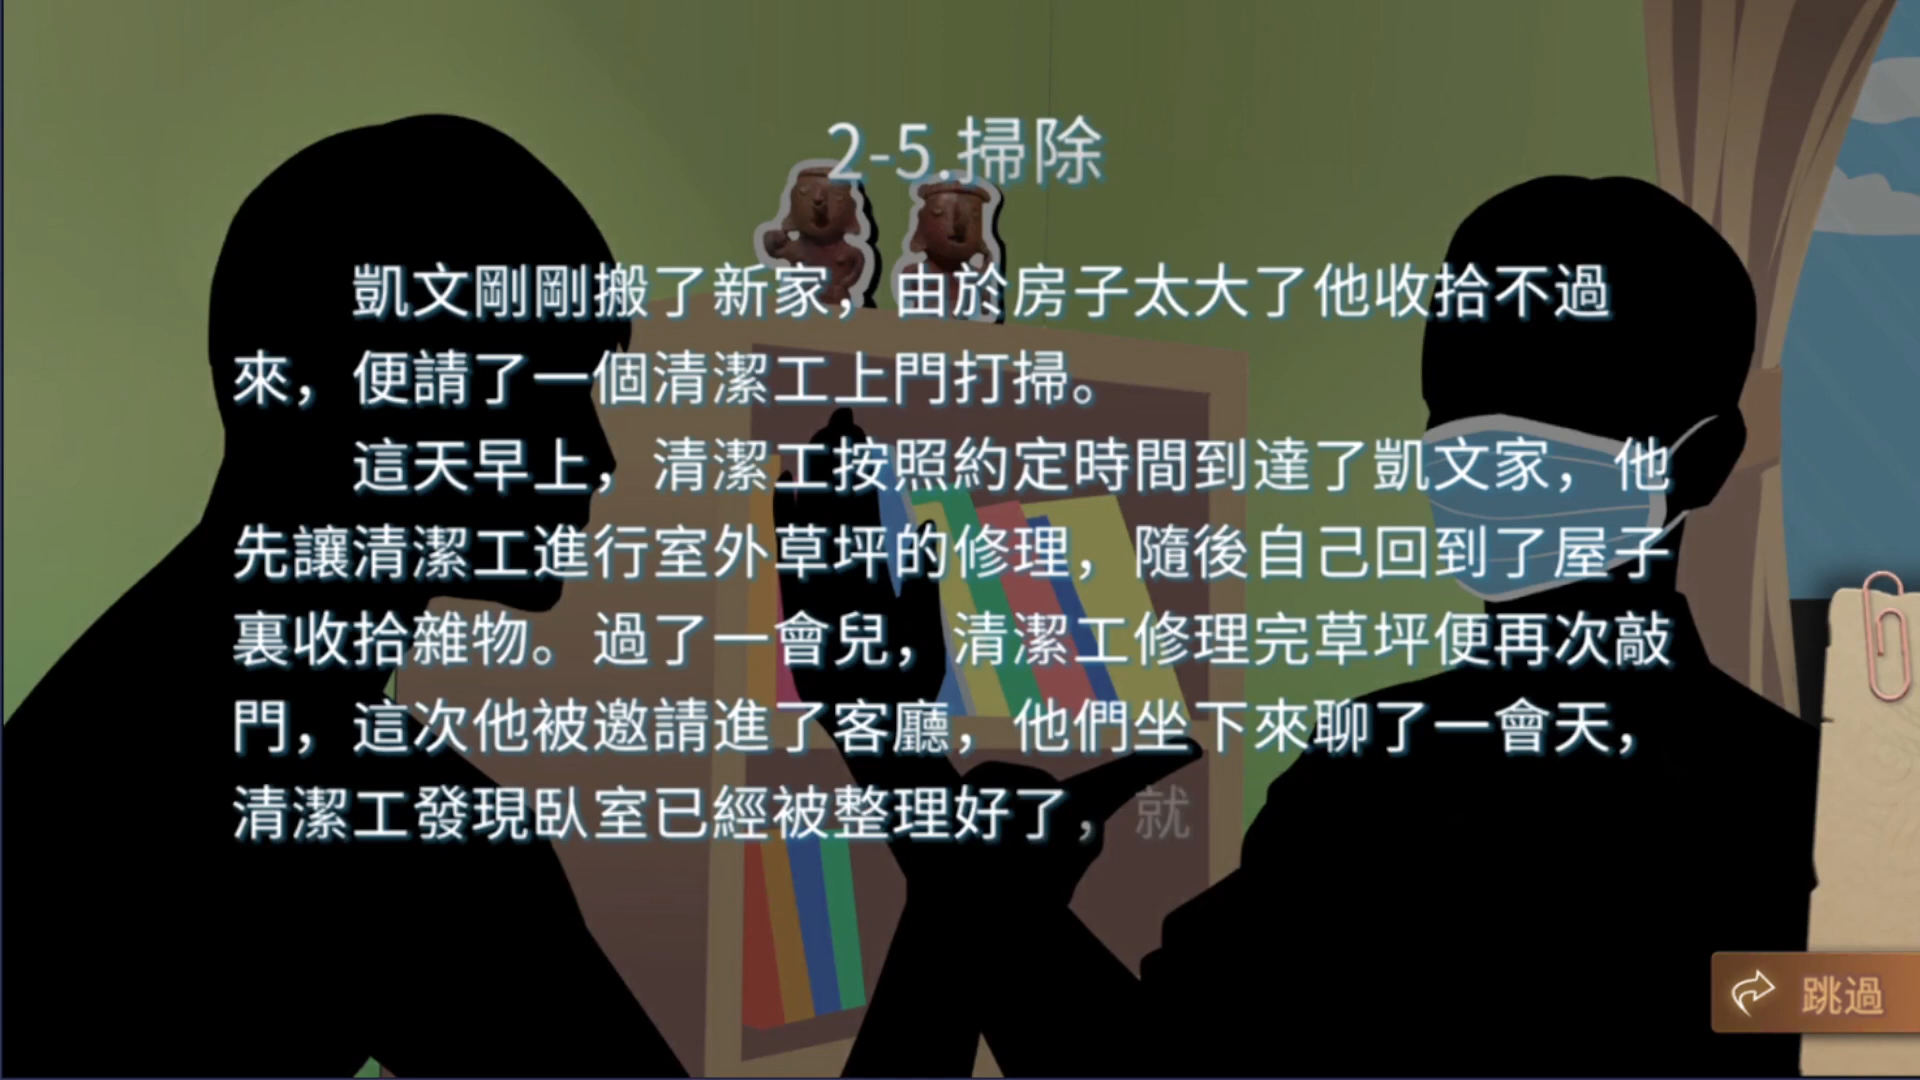 2-5.掃除
凱文剛剛搬了新家，由於房子太大了他收拾不過
來，便請了一個清潔工上門打掃。
這天早上，清潔工按照約定時間到達了凱文家，他
先讓清潔工進行室外草坪的修理，隨後自己回到了屋子
裏收拾雜物。過了一會兒，清潔工修理完草坪便再次敲
門，這次他被邀請進了客廳，他們坐下來聊了一會天，
清潔工發現臥室已經被整理好了，就
跳過